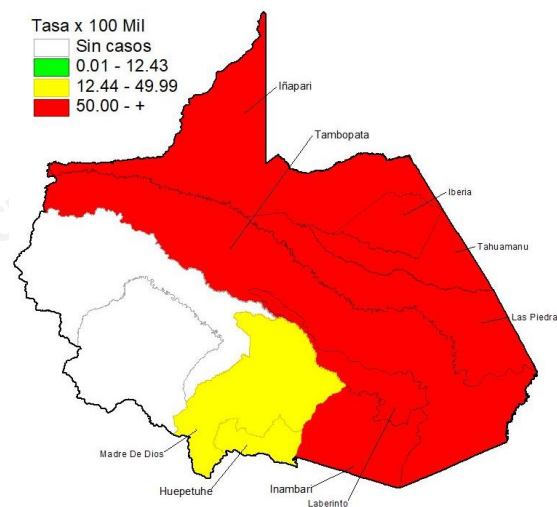 Tasa x 100 Mil
Sin casos
0.01 - 12.43
12.44 - 49.99
50.00 - +
Iñapari
Tambopata
Iberia
Tahuamanu
Las Piedra
Madre De Dios
Huepetuhe
Inambari
Laberinto